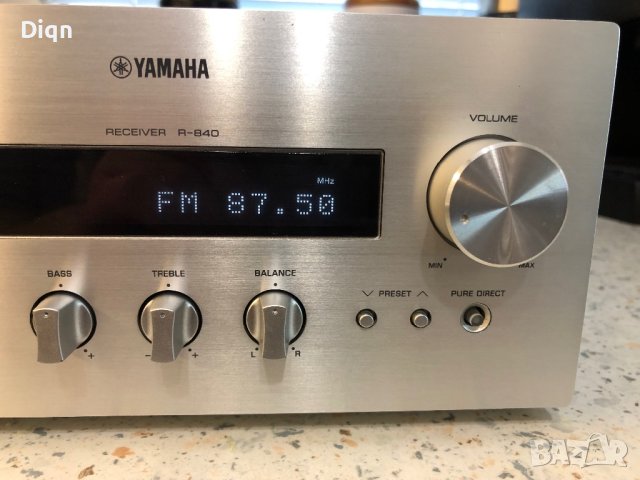 Diqn
YAMAHA
RECEIVER R-840
VOLUME
MHz
FM 87.50
MIN MAX
BASS TREBLE BALANCE
PRESET PURE DIRECT
+ - + L R
BAZAR